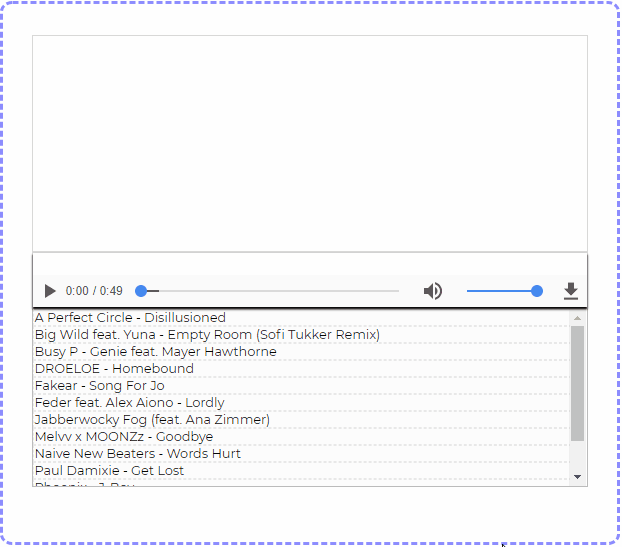 0:00 / 0:49
A Perfect Circle - Disillusioned
Big Wild feat. Yuna - Empty Room (Sofi Tukker Remix)
Busy P - Genie feat. Mayer Hawthorne
DROELOE - Homebound
Fakear - Song For Jo
Feder feat. Alex Aiono - Lordly
Jabberwocky Fog (feat. Ana Zimmer)
Melvv x MOONZz - Goodbye
Naive New Beaters - Words Hurt
Paul Damixie - Get Lost
Phoenix - J-Boy